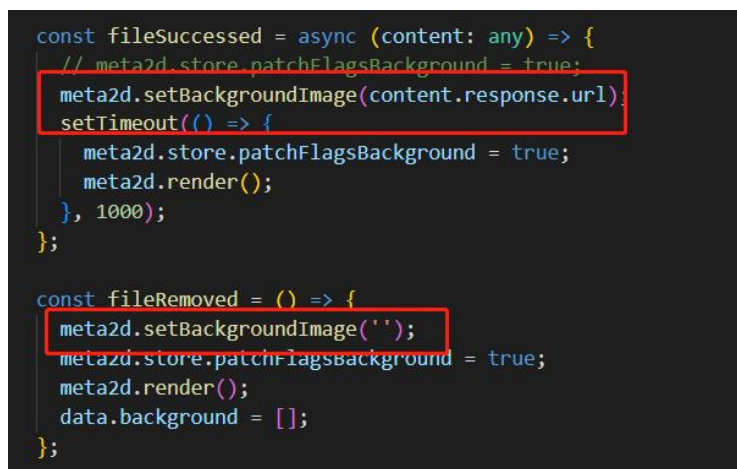 const fileSuccessed = async (content: any) => {
// meta2d.store.patchFlagsBackground = true;
meta2d.setBackgroundImage(content.response.url);
setTimeout(() => {
meta2d.store.patchFlagsBackground = true;
meta2d.render();
}, 1000);
};
const fileRemoved = () => {
meta2d.setBackgroundImage('');
meta2d.store.patchFlagsBackground = true;
meta2d.render();
data.background = [];
};